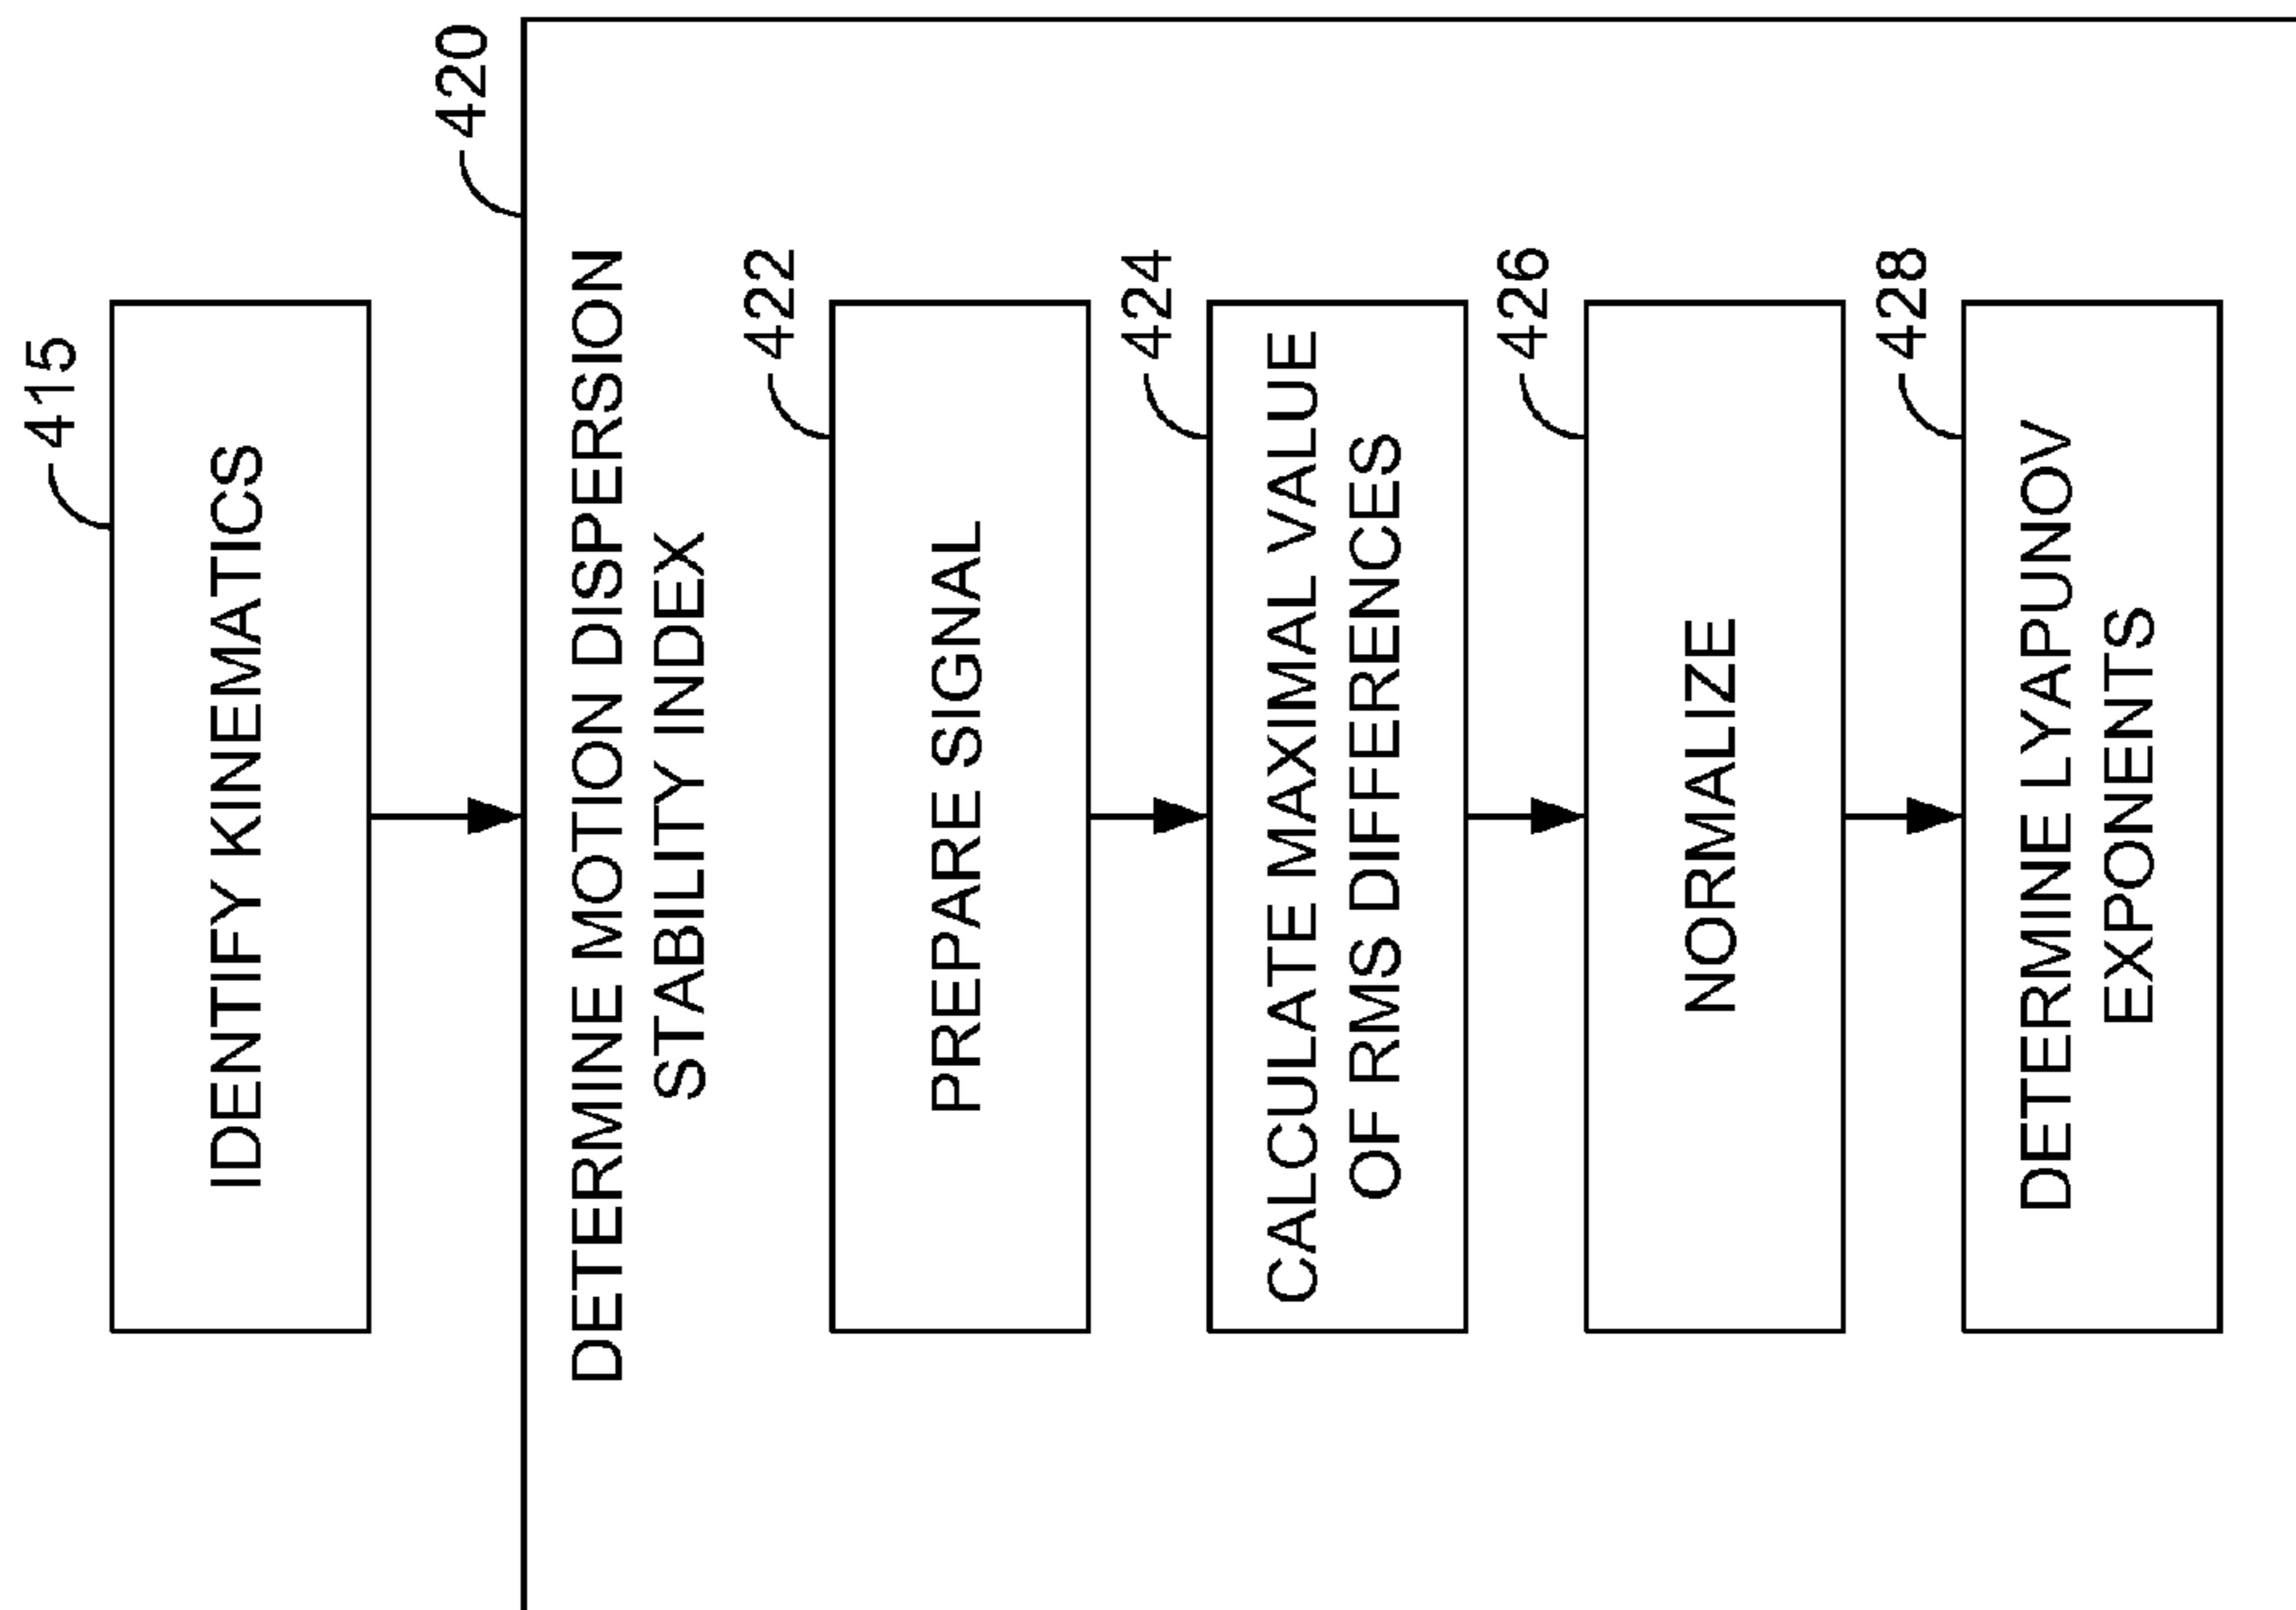 415
IDENTIFY KINEMATICS
420
DETERMINE MOTION DISPERSION
STABILITY INDEX
422
PREPARE SIGNAL
424
CALCULATE MAXIMAL VALUE
OF RMS DIFFERENCES
426
NORMALIZE
428
DETERMINE LYAPUNOV
EXPONENTS